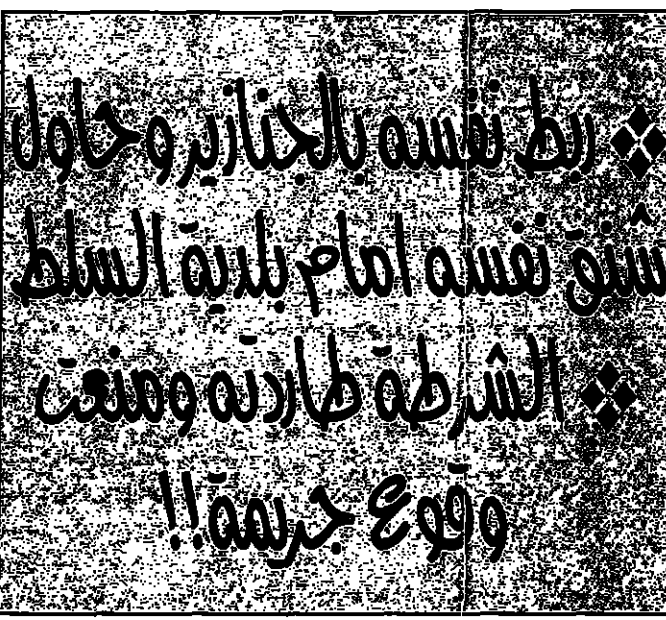 ❖ ربط نفسه بالجنازير وحاول
شنق نفسه امام بلدية السلط
❖ الشرطة طاردته ومنعت
وقوع جريمة!!